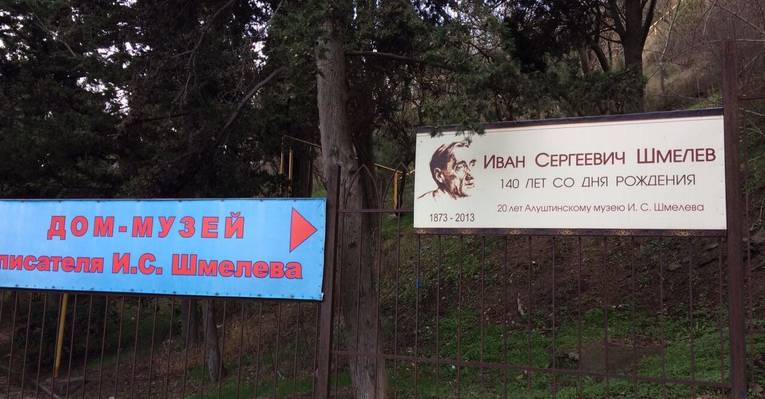 ДОМ-МУЗЕЙ
писателя И.С. Шмелева
Иван Сергеевич Шмелев
140 лет со дня рождения
1873 - 2013
20 лет Алуштинскому музею И. С. Шмелева